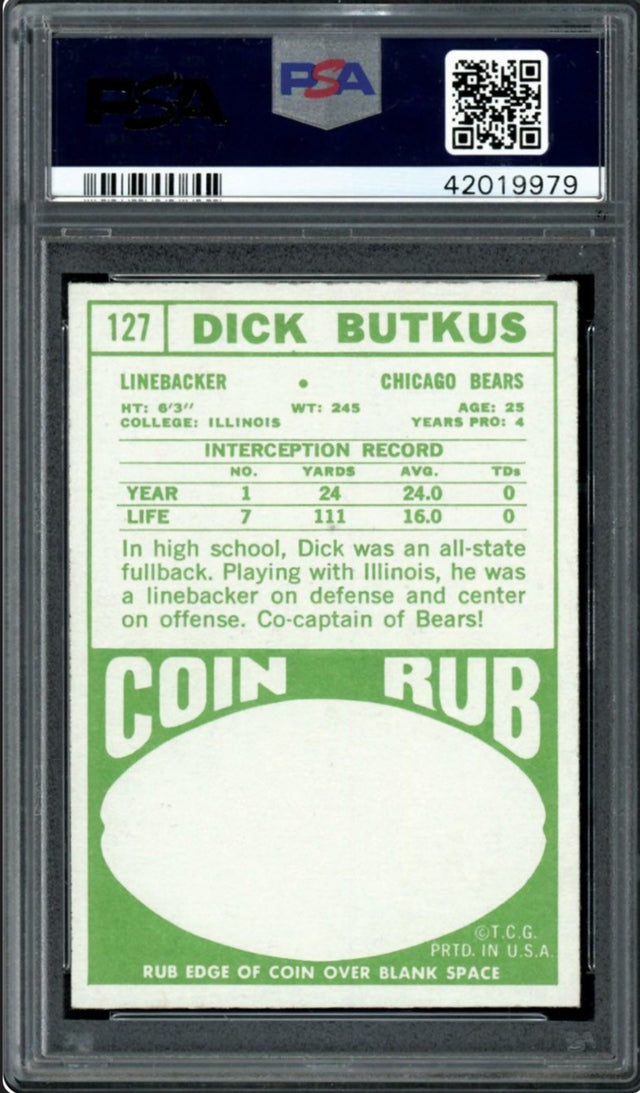 PSA
PSA
42019979
127 DICK BUTKUS
LINEBACKER • CHICAGO BEARS
HT: 6'3" WT: 245 AGE: 25
COLLEGE: ILLINOIS YEARS PRO: 4
INTERCEPTION RECORD
NO. YARDS AVG. TDs
YEAR 1 24 24.0 0
LIFE 7 111 16.0 0
In high school, Dick was an all-state
fullback. Playing with Illinois, he was
a linebacker on defense and center
on offense. Co-captain of Bears!
COIN RUB
©T.C.G.
PRTD. IN U.S.A.
RUB EDGE OF COIN OVER BLANK SPACE